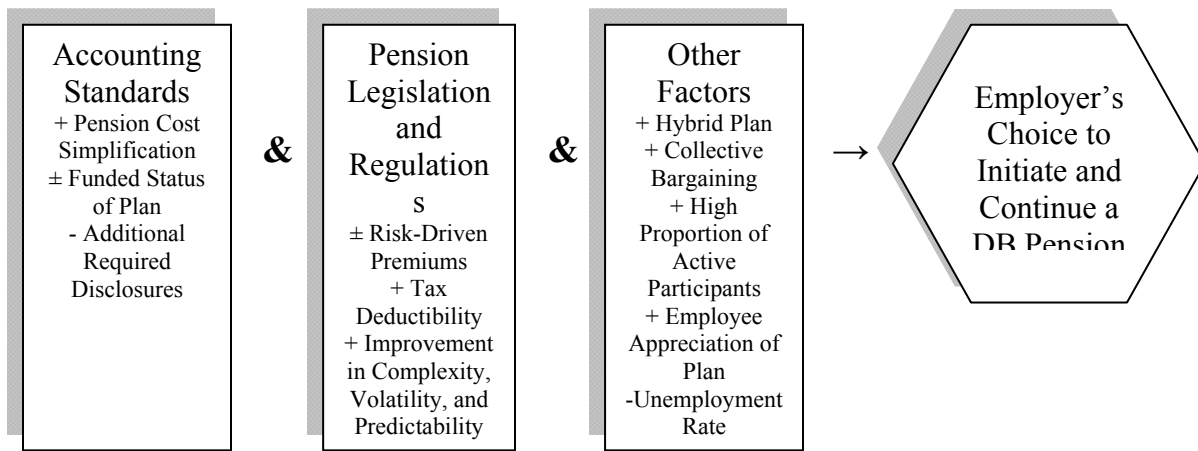 Accounting
Standards
+ Pension Cost
Simplification
± Funded Status
of Plan
- Additional
Required
Disclosures
&
Pension
Legislation
and
Regulation
s
± Risk-Driven
Premiums
+ Tax
Deductibility
+ Improvement
in Complexity,
Volatility, and
Predictability
&
Other
Factors
+ Hybrid Plan
+ Collective
Bargaining
+ High
Proportion of
Active
Participants
+ Employee
Appreciation of
Plan
-Unemployment
Rate
→
Employer’s
Choice to
Initiate and
Continue a
DB Pension